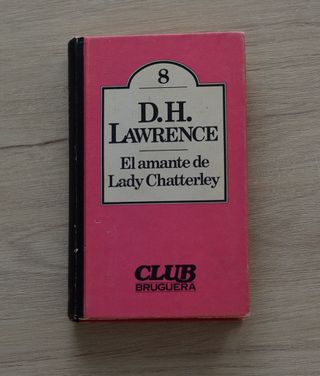 8
D.H.
LAWRENCE
El amante de
Lady Chatterley
CLUB
BRUGUERA